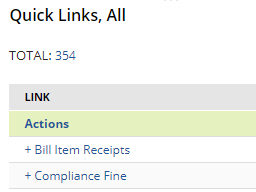 Quick Links, All
TOTAL: 354
LINK
Actions
+ Bill Item Receipts
+ Compliance Fine